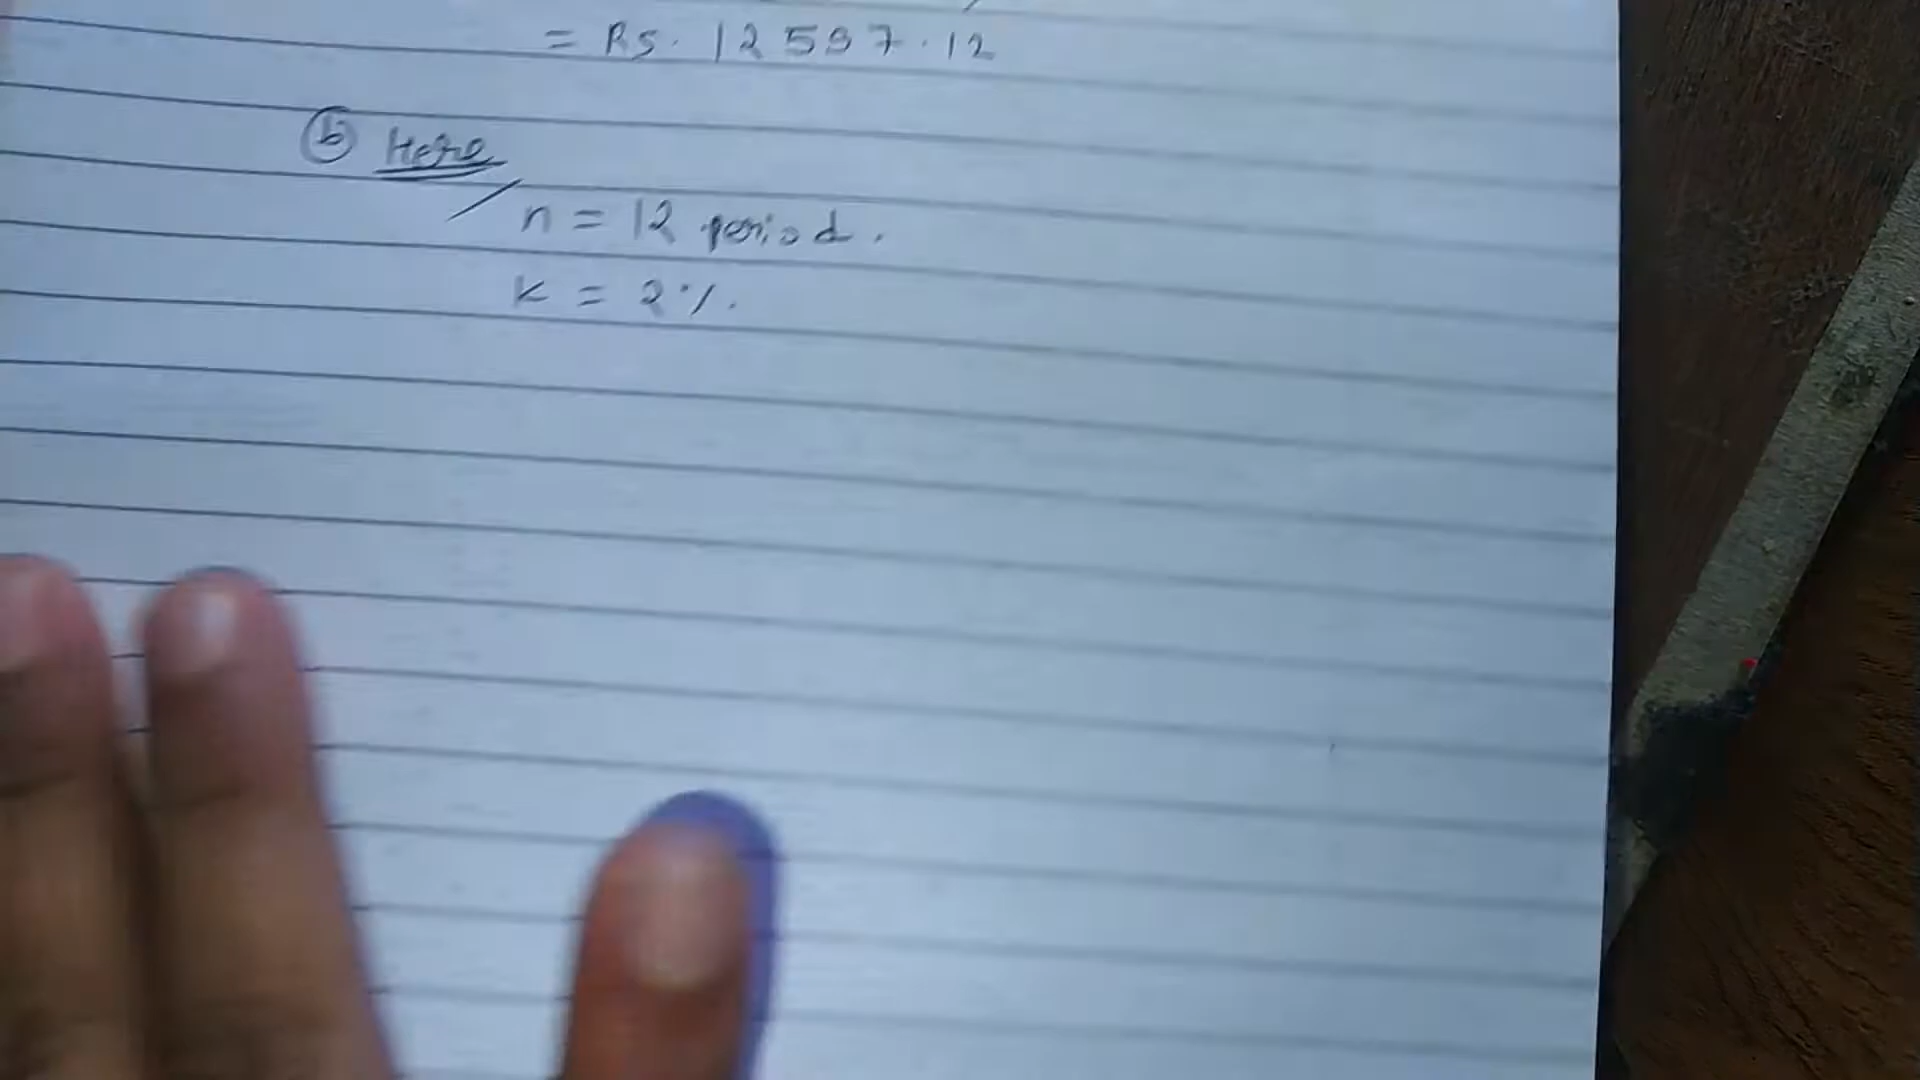 = Rs. 12597.12
(b) Here
n = 12 period.
k = 2%.